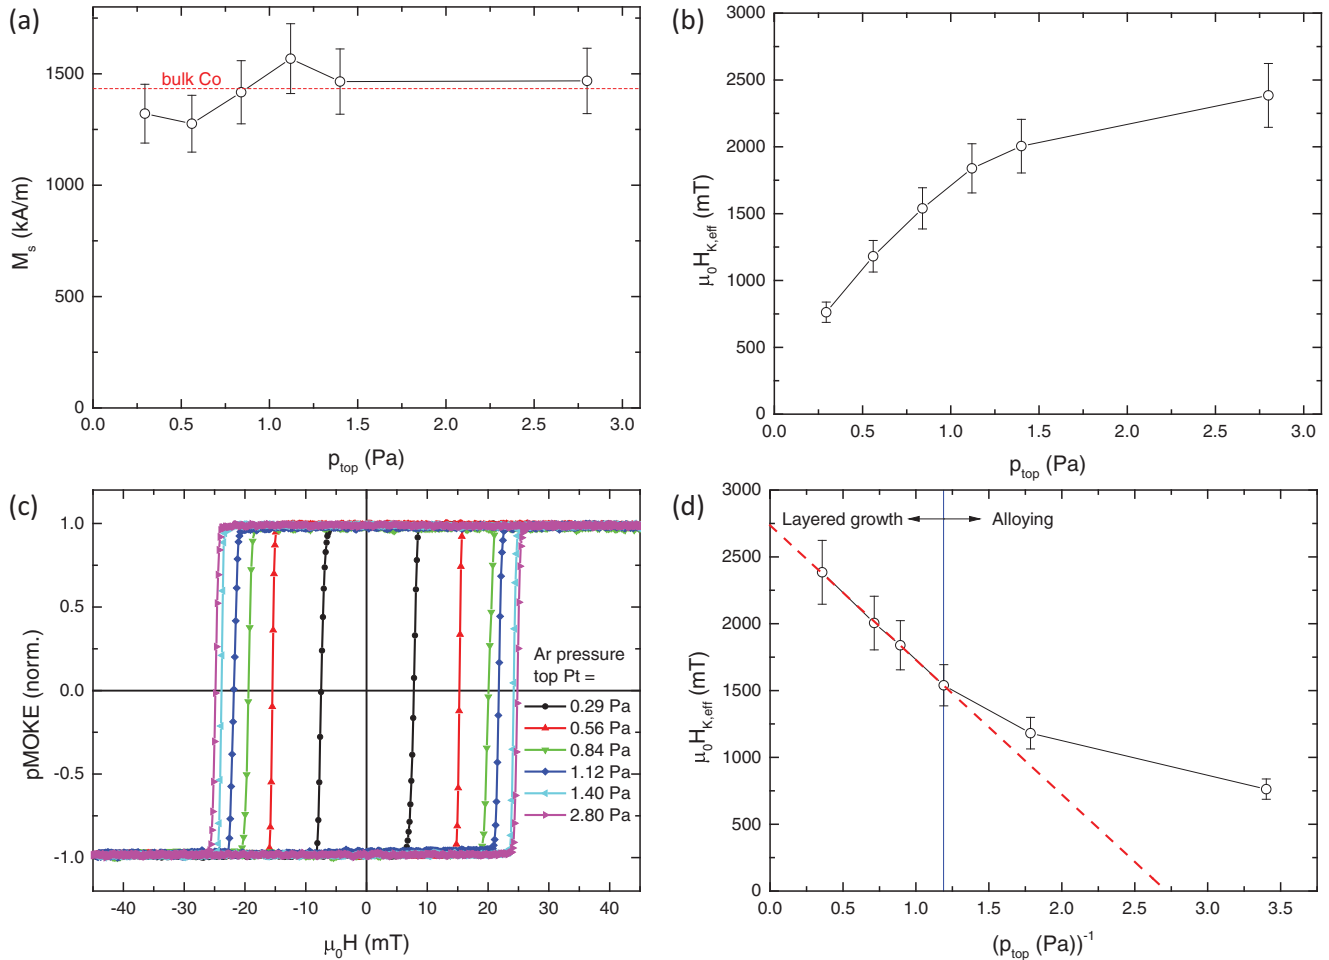 (a)
1500
1000
500
0
M_s (kA/m)
bulk Co
0.0 0.5 1.0 1.5 2.0 2.5 3.0
p_top (Pa)
(b)
3000
2500
2000
1500
1000
500
0
μ₀H_K,eff (mT)
0.0 0.5 1.0 1.5 2.0 2.5 3.0
p_top (Pa)
(c)
1.0
0.5
0.0
-0.5
-1.0
pMOKE (norm.)
Ar pressure
top Pt =
0.29 Pa
0.56 Pa
0.84 Pa
1.12 Pa
1.40 Pa
2.80 Pa
-40 -30 -20 -10 0 10 20 30 40
μ₀H (mT)
(d)
3000
2500
2000
1500
1000
500
0
μ₀H_K,eff (mT)
Layered growth
Alloying
0.0 0.5 1.0 1.5 2.0 2.5 3.0 3.5
(p_top (Pa))⁻¹